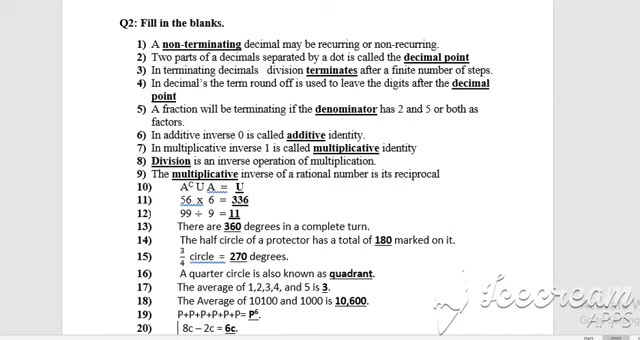 Q2: Fill in the blanks.
1) A non-terminating decimal may be recurring or non-recurring.
2) Two parts of a decimals separated by a dot is called the decimal point
3) In terminating decimals division terminates after a finite number of steps.
4) In decimal's the term round off is used to leave the digits after the decimal
point
5) A fraction will be terminating if the denominator has 2 and 5 or both as
factors.
6) In additive inverse 0 is called additive identity.
7) In multiplicative inverse 1 is called multiplicative identity
8) Division is an inverse operation of multiplication.
9) The multiplicative inverse of a rational number is its reciprocal
10) Aᶜ U A = U
11) 56 x 6 = 336
12) 99 ÷ 9 = 11
13) There are 360 degrees in a complete turn.
14) The half circle of a protector has a total of 180 marked on it.
15) 3/4 circle = 270 degrees.
16) A quarter circle is also known as quadrant.
17) The average of 1,2,3,4, and 5 is 3.
18) The Average of 10100 and 1000 is 10,600.
19) P+P+P+P+P+P= P⁶.
20) 8c – 2c = 6c.
Icecream
APPS